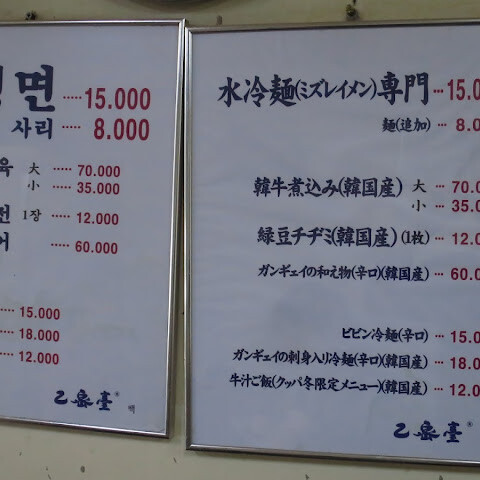 면 ..... 15.000
사리 ..... 8.000
육 大 ..... 70.000
小 ..... 35.000
전 1장 ..... 12.000
어 ..... 60.000
15.000
18.000
12.000
乙泉臺
水冷麺(ミズレイメン)専門 ... 15.0
麺(追加) ... 8.0
韓牛煮込み(韓国産) 大 ... 70.0
小 ... 35.0
緑豆チヂミ(韓国産)(1枚) ... 12.0
ガンギェイの和え物(辛口)(韓国産) ... 60.0
ビビン冷麺(辛口) ... 15.0
ガンギェイの刺身入り冷麺(辛口)(韓国産) ... 18.0
牛汁ご飯(クッパ冬限定メニュー)(韓国産) ... 12.0
乙泉臺